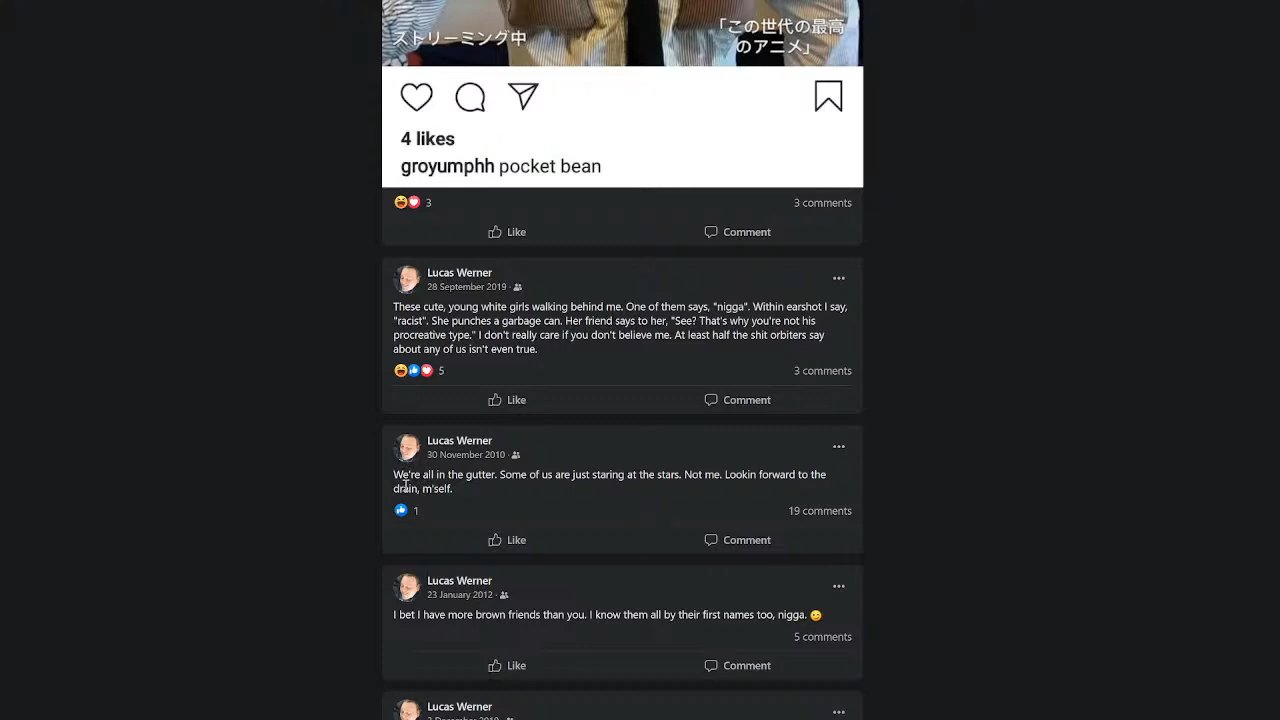 ストリーミング中
「この世代の最高
のアニメ」
4 likes
groyumphh pocket bean
3
3 comments
Like
Comment
Lucas Werner
28 September 2019 ·
These cute, young white girls walking behind me. One of them says, "nigga". Within earshot I say,
"racist". She punches a garbage can. Her friend says to her, "See? That's why you're not his
procreative type." I don't really care if you don't believe me. At least half the shit orbiters say
about any of us isn't even true.
5
3 comments
Like
Comment
Lucas Werner
30 November 2010 ·
We're all in the gutter. Some of us are just staring at the stars. Not me. Lookin forward to the
drain, m'self.
1
19 comments
Like
Comment
Lucas Werner
23 January 2012 ·
I bet I have more brown friends than you. I know them all by their first names too, nigga. 😉
5 comments
Like
Comment
Lucas Werner